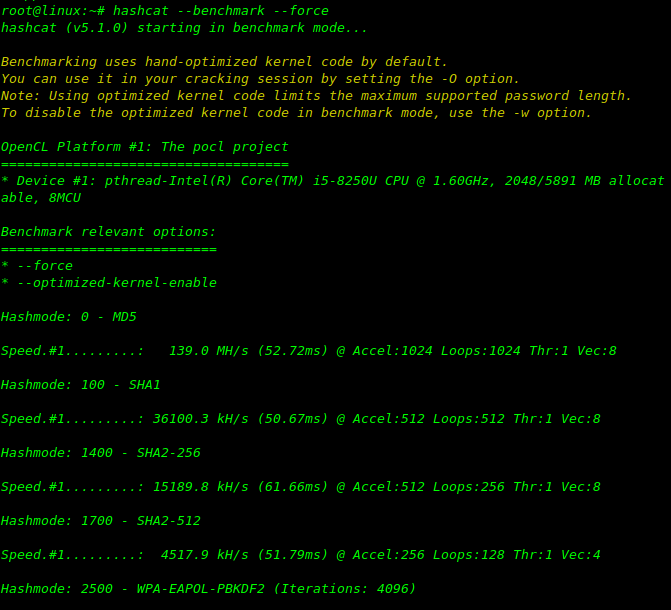 root@linux:~# hashcat --benchmark --force
hashcat (v5.1.0) starting in benchmark mode...
Benchmarking uses hand-optimized kernel code by default.
You can use it in your cracking session by setting the -O option.
Note: Using optimized kernel code limits the maximum supported password length.
To disable the optimized kernel code in benchmark mode, use the -w option.
OpenCL Platform #1: The pocl project
====================================
* Device #1: pthread-Intel(R) Core(TM) i5-8250U CPU @ 1.60GHz, 2048/5891 MB allocat
able, 8MCU
Benchmark relevant options:
===========================
* --force
* --optimized-kernel-enable
Hashmode: 0 - MD5
Speed.#1.........:   139.0 MH/s (52.72ms) @ Accel:1024 Loops:1024 Thr:1 Vec:8
Hashmode: 100 - SHA1
Speed.#1.........: 36100.3 kH/s (50.67ms) @ Accel:512 Loops:512 Thr:1 Vec:8
Hashmode: 1400 - SHA2-256
Speed.#1.........: 15189.8 kH/s (61.66ms) @ Accel:512 Loops:256 Thr:1 Vec:8
Hashmode: 1700 - SHA2-512
Speed.#1.........:  4517.9 kH/s (51.79ms) @ Accel:256 Loops:128 Thr:1 Vec:4
Hashmode: 2500 - WPA-EAPOL-PBKDF2 (Iterations: 4096)